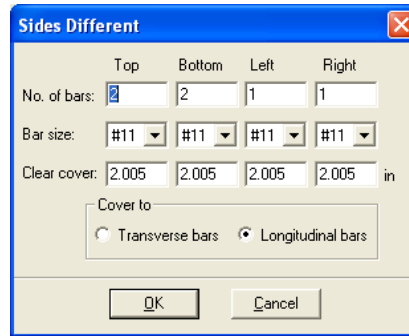 Sides Different
Top Bottom Left Right
No. of bars: 2 2 1 1
Bar size: #11 #11 #11 #11
Clear cover: 2.005 2.005 2.005 2.005 in
Cover to
Transverse bars Longitudinal bars
OK Cancel